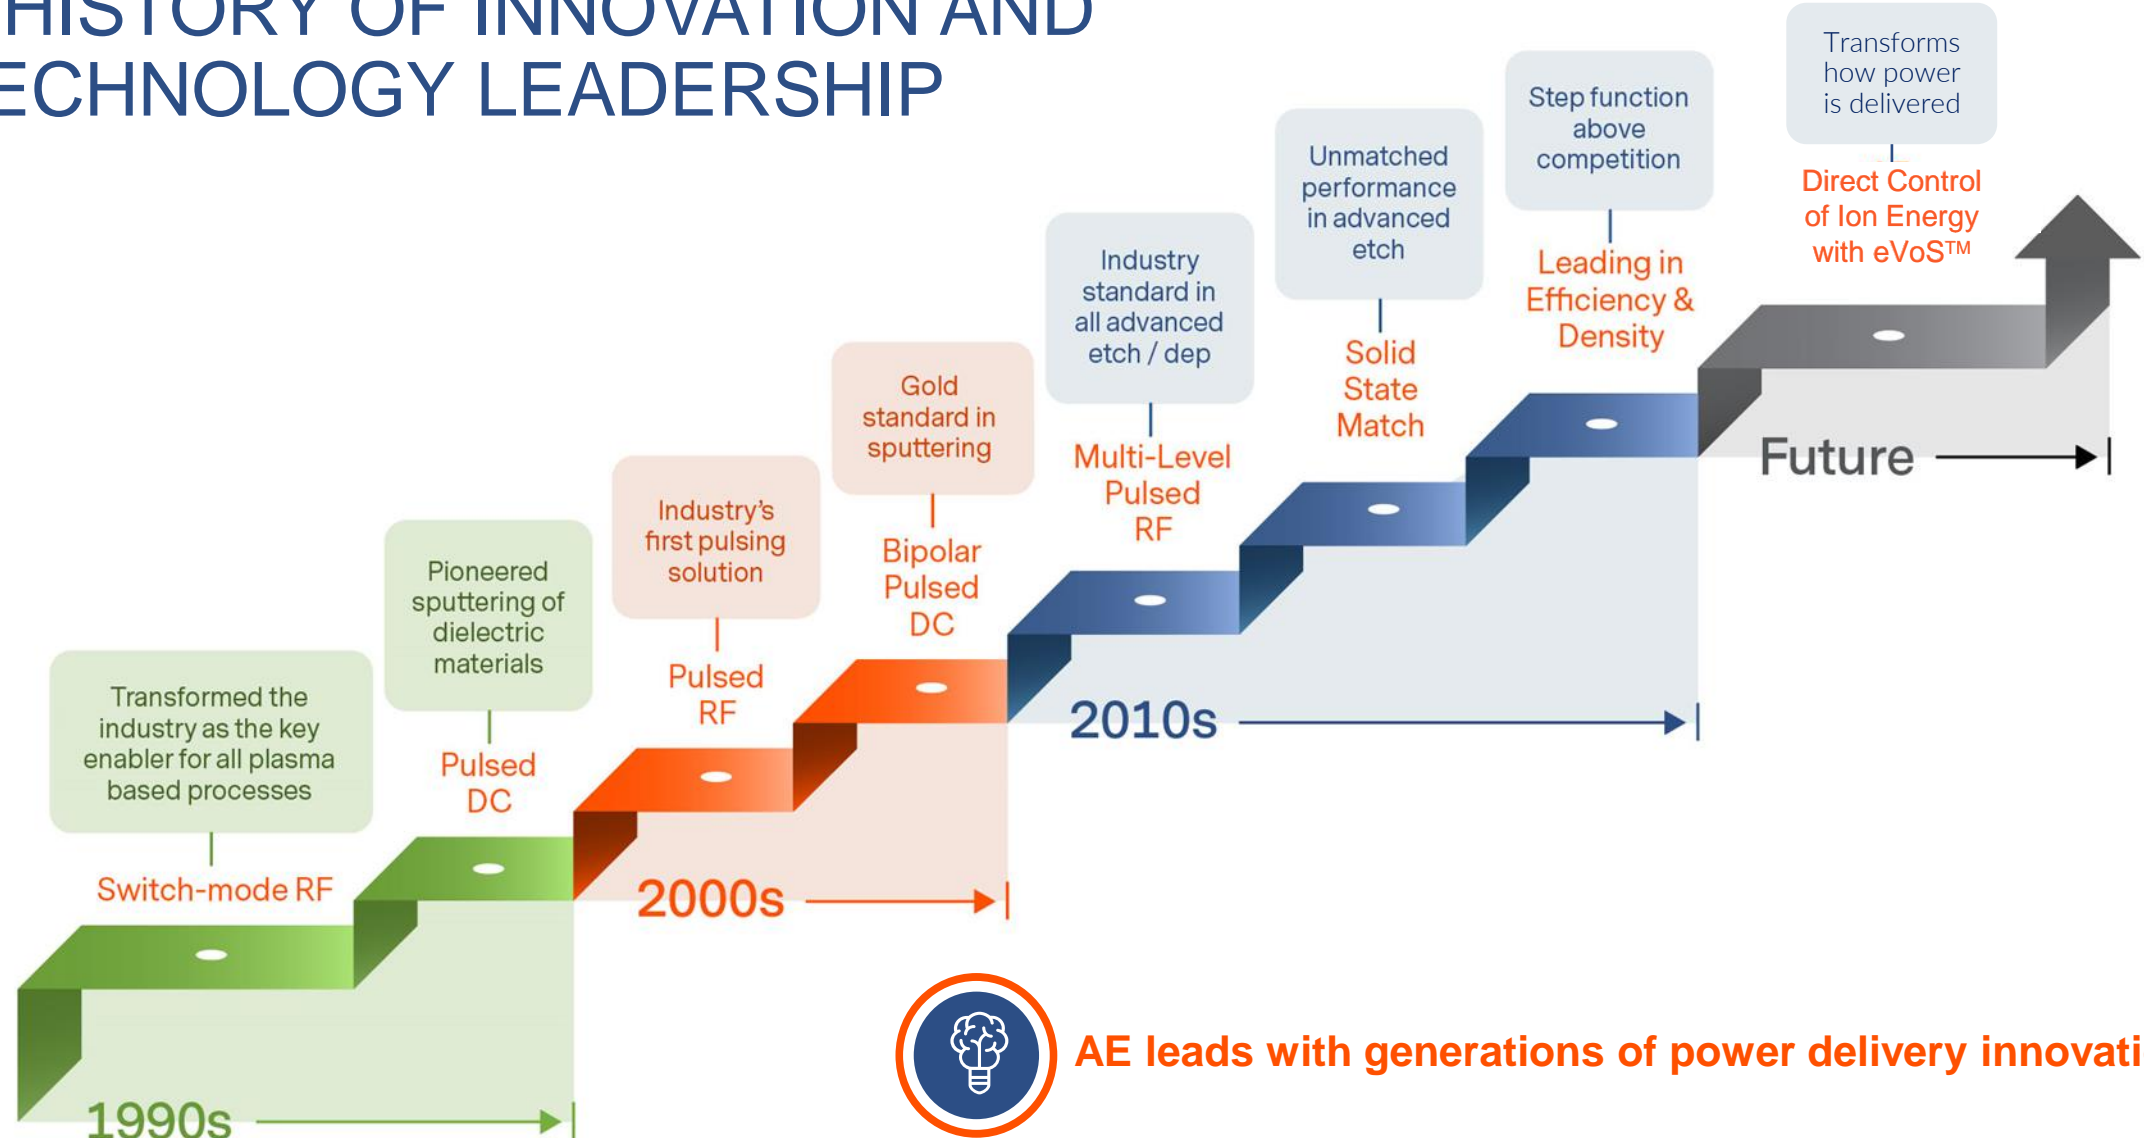 HISTORY OF INNOVATION AND
ECHNOLOGY LEADERSHIP
Transformed the
industry as the key
enabler for all plasma
based processes
Switch-mode RF
Pioneered
sputtering of
dielectric
materials
Pulsed
DC
1990s
Industry's
first pulsing
solution
Pulsed
RF
Gold
standard in
sputtering
Bipolar
Pulsed
DC
2000s
Industry
standard in
all advanced
etch / dep
Multi-Level
Pulsed
RF
Unmatched
performance
in advanced
etch
Solid
State
Match
Step function
above
competition
Leading in
Efficiency &
Density
2010s
Transforms
how power
is delivered
Direct Control
of Ion Energy
with eVoS™
Future
AE leads with generations of power delivery innovati